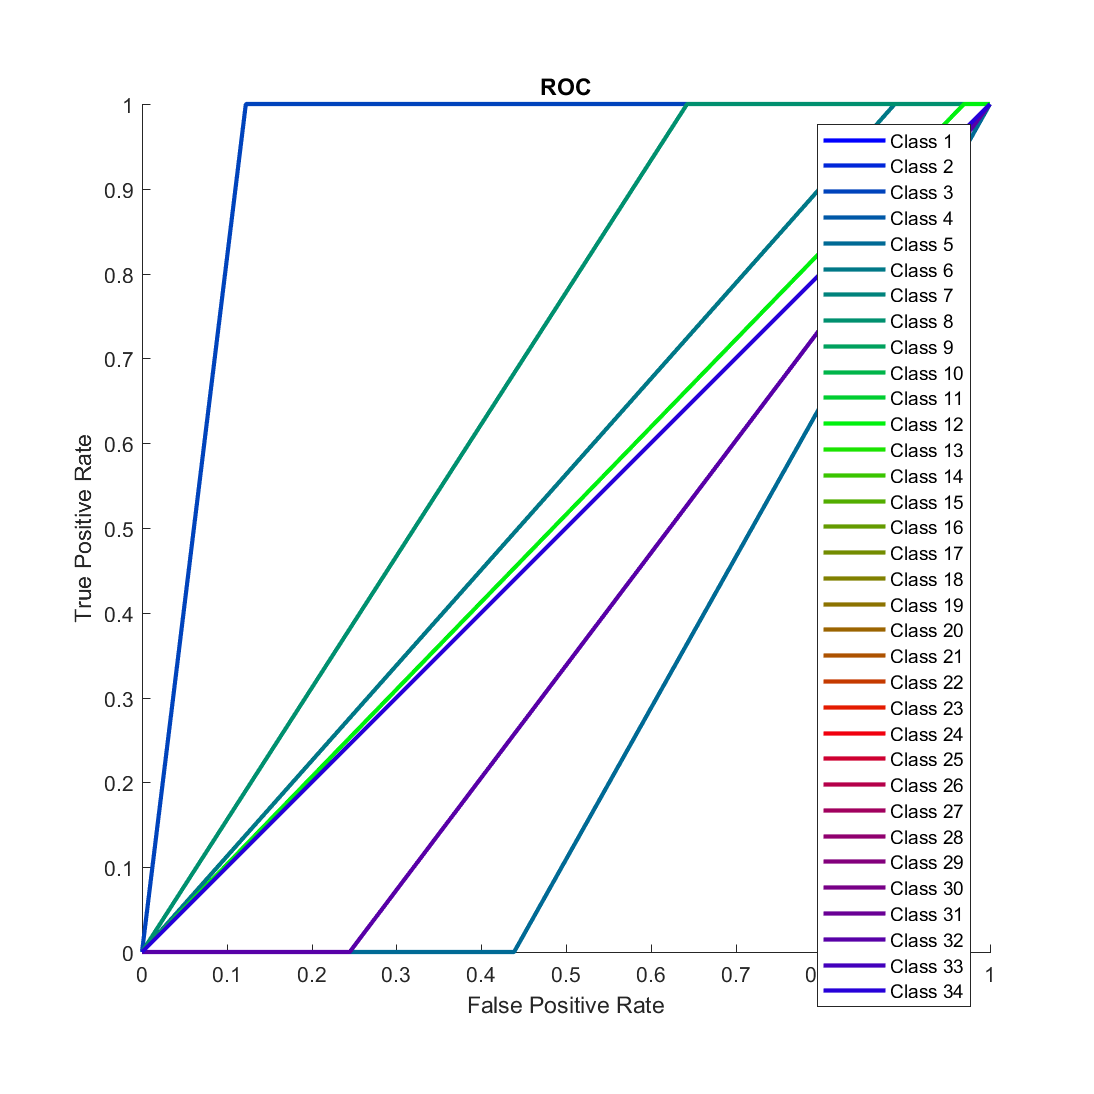 ROC
1
0.9
0.8
0.7
0.6
0.5
0.4
0.3
0.2
0.1
0
True Positive Rate
0 0.1 0.2 0.3 0.4 0.5 0.6 0.7 1
False Positive Rate
Class 1
Class 2
Class 3
Class 4
Class 5
Class 6
Class 7
Class 8
Class 9
Class 10
Class 11
Class 12
Class 13
Class 14
Class 15
Class 16
Class 17
Class 18
Class 19
Class 20
Class 21
Class 22
Class 23
Class 24
Class 25
Class 26
Class 27
Class 28
Class 29
Class 30
Class 31
Class 32
Class 33
Class 34